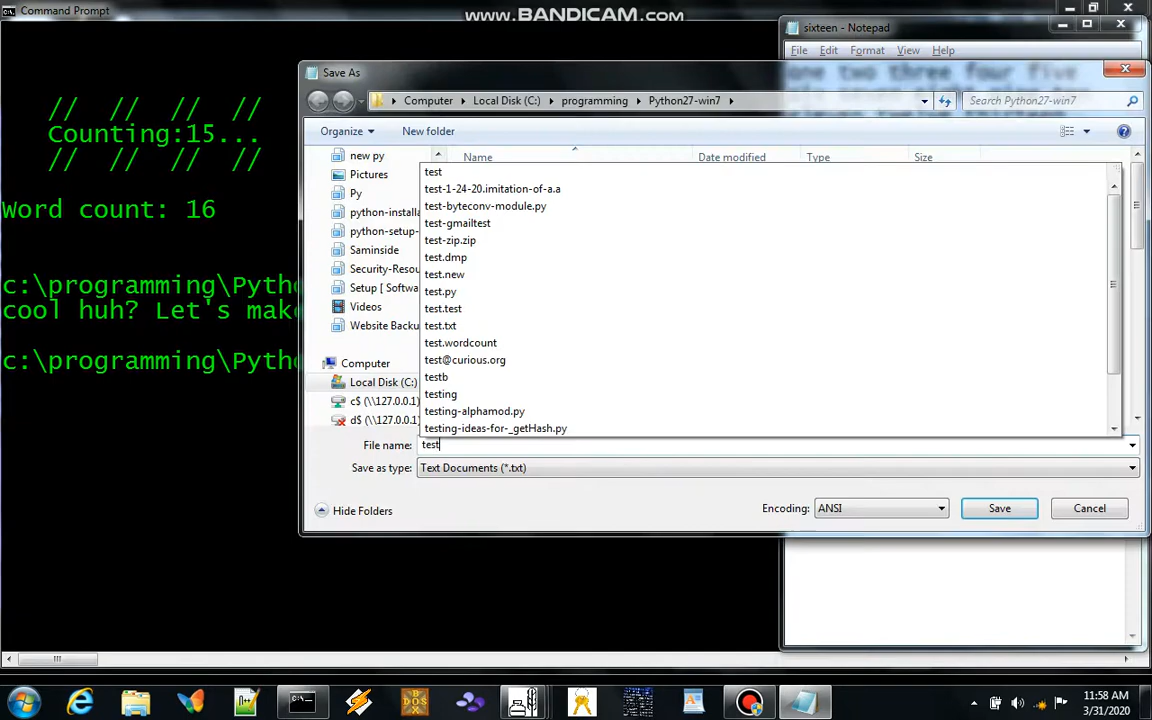 Command Prompt
www.BANDICAM.com
sixteen - Notepad
File Edit Format View Help
one two three four five
Save As
Computer Local Disk (C:) programming Python27-win7
Search Python27-win7
Organize
New folder
// // // //
Counting:15...
// // // //
Word count: 16
c:\programming\Pytho
cool huh? Let's make
c:\programming\Pytho
new py
Pictures
Py
python-installa
python-setup-
Saminside
Security-Resou
Setup [ Softwa
Videos
Website Backu
Computer
Local Disk (C:)
c$ (\\127.0.0.1)
d$ (\\127.0.0.1)
Name Date modified Type Size
test
test-1-24-20.imitation-of-a.a
test-byteconv-module.py
test-gmailtest
test-zip.zip
test.dmp
test.new
test.py
test.test
test.txt
test.wordcount
test@curious.org
testb
testing
testing-alphamod.py
testing-ideas-for-_getHash.py
File name: test
Save as type: Text Documents (*.txt)
Hide Folders
Encoding: ANSI
Save
Cancel
11:58 AM
3/31/2020